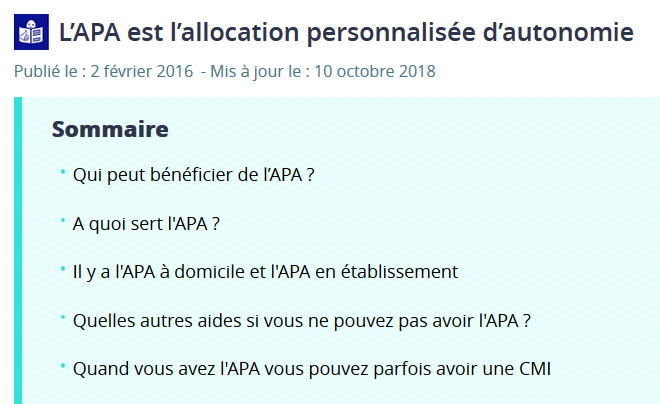 L’APA est l’allocation personnalisée d’autonomie
Publié le : 2 février 2016 - Mis à jour le : 10 octobre 2018
Sommaire
Qui peut bénéficier de l’APA ?
A quoi sert l'APA ?
Il y a l'APA à domicile et l'APA en établissement
Quelles autres aides si vous ne pouvez pas avoir l'APA ?
Quand vous avez l'APA vous pouvez parfois avoir une CMI